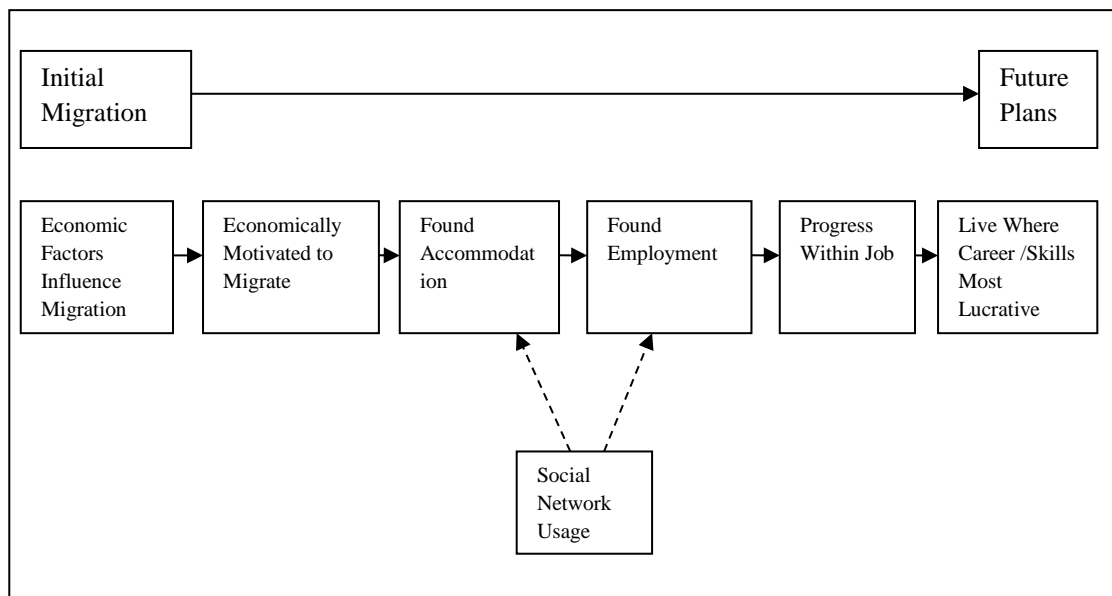 Initial
Migration
Future
Plans
Economic
Factors
Influence
Migration
Economically
Motivated to
Migrate
Found
Accommodat
ion
Found
Employment
Progress
Within Job
Live Where
Career /Skills
Most
Lucrative
Social
Network
Usage